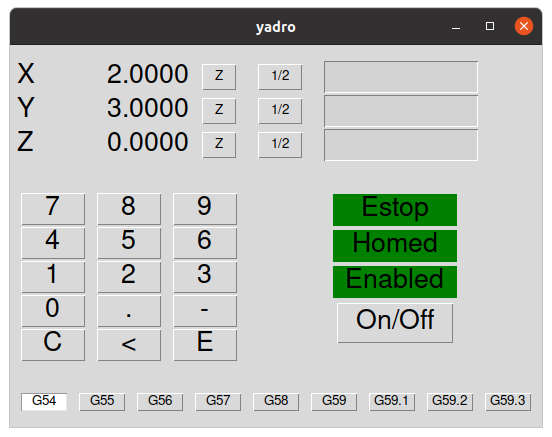 yadro
X 2.0000 Z 1/2
Y 3.0000 Z 1/2
Z 0.0000 Z 1/2
7 8 9 Estop
4 5 6 Homed
1 2 3 Enabled
0 . - On/Off
C < E
G54 G55 G56 G57 G58 G59 G59.1 G59.2 G59.3